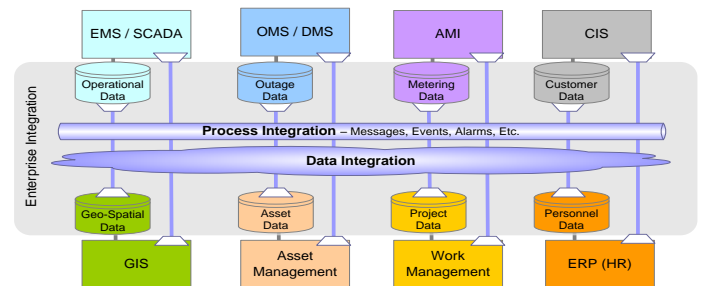 EMS / SCADA
OMS / DMS
AMI
CIS
Operational
Data
Outage
Data
Metering
Data
Customer
Data
Enterprise Integration
Process Integration – Messages, Events, Alarms, Etc.
Data Integration
Geo-Spatial
Data
Asset
Data
Project
Data
Personnel
Data
GIS
Asset
Management
Work
Management
ERP (HR)